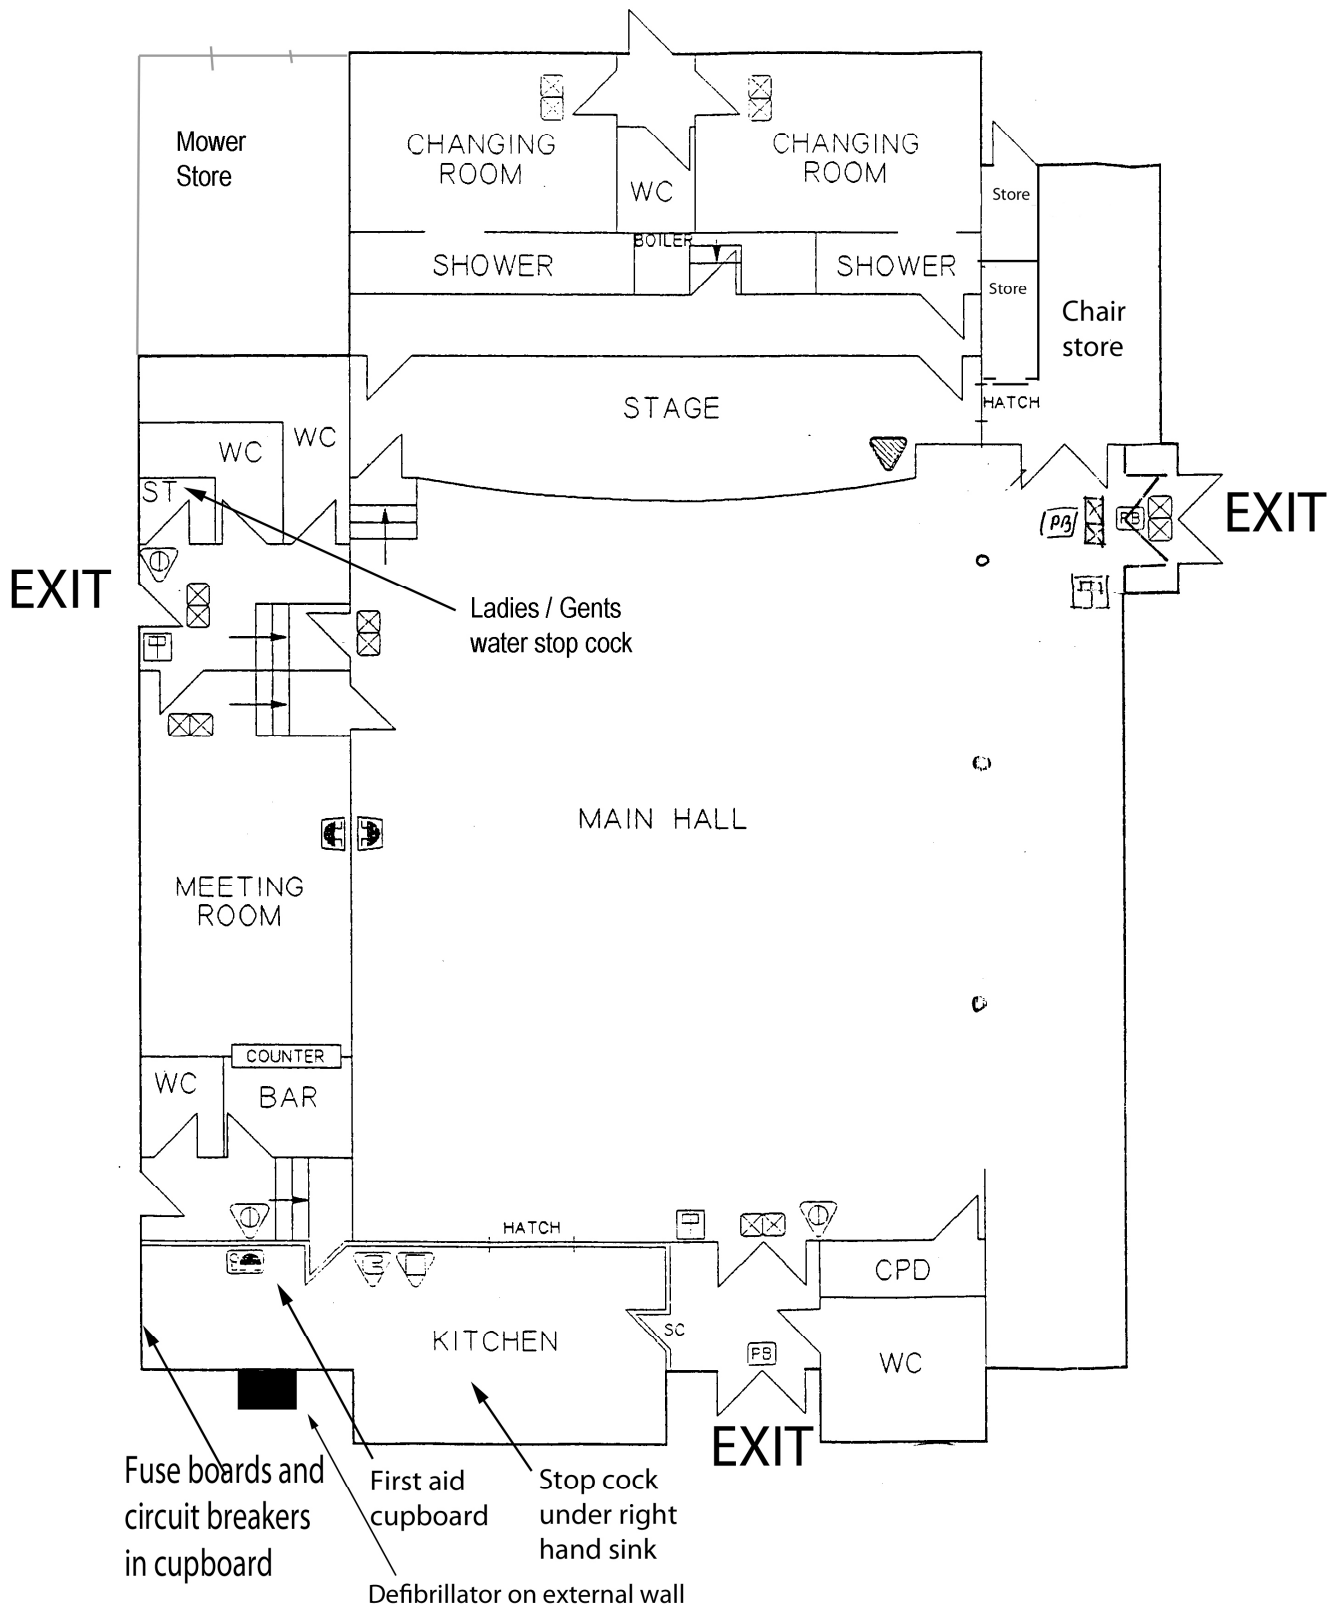 Mower
Store
CHANGING
ROOM
WC
CHANGING
ROOM
Store
BOILER
SHOWER
SHOWER
Store
Chair
store
STAGE
HATCH
WC
WC
ST
EXIT
PB
PB
EXIT
Ladies / Gents
water stop cock
MAIN HALL
MEETING
ROOM
COUNTER
WC
BAR
HATCH
CPD
KITCHEN
SC
PB
WC
EXIT
Fuse boards and
circuit breakers
in cupboard
First aid
cupboard
Stop cock
under right
hand sink
Defibrillator on external wall